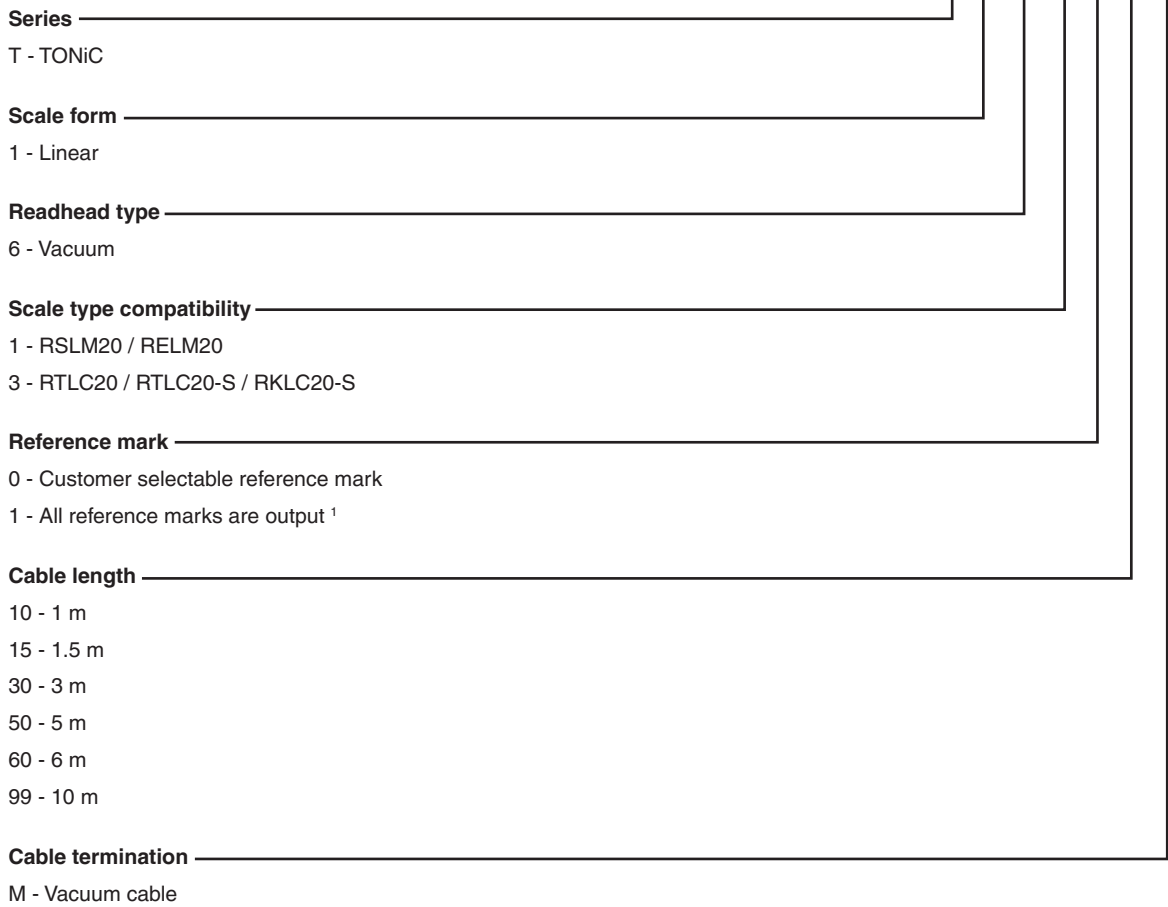 Series
T - TONiC
Scale form
1 - Linear
Readhead type
6 - Vacuum
Scale type compatibility
1 - RSLM20 / RELM20
3 - RTLC20 / RTLC20-S / RKLC20-S
Reference mark
0 - Customer selectable reference mark
1 - All reference marks are output ¹
Cable length
10 - 1 m
15 - 1.5 m
30 - 3 m
50 - 5 m
60 - 6 m
99 - 10 m
Cable termination
M - Vacuum cable